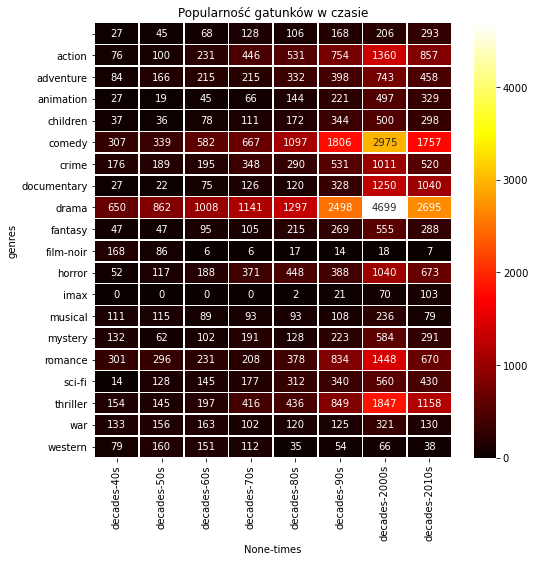 Popularność gatunków w czasie
27 45 68 128 106 168 206 293
action 76 100 231 446 531 754 1360 857
adventure 84 166 215 215 332 398 743 458
animation 27 19 45 66 144 221 497 329
children 37 36 78 111 172 344 500 298
comedy 307 339 582 667 1097 1806 2975 1757
crime 176 189 195 348 290 531 1011 520
documentary 27 22 75 126 120 328 1250 1040
drama 650 862 1008 1141 1297 2498 4699 2695
fantasy 47 47 95 105 215 269 555 288
film-noir 168 86 6 6 17 14 18 7
horror 52 117 188 371 448 388 1040 673
imax 0 0 0 0 2 21 70 103
musical 111 115 89 93 93 108 236 79
mystery 132 62 102 191 128 223 584 291
romance 301 296 231 208 378 834 1448 670
sci-fi 14 128 145 177 312 340 560 430
thriller 154 145 197 416 436 849 1847 1158
war 133 156 163 102 120 125 321 130
western 79 160 151 112 35 54 66 38
genres
decades-40s
decades-50s
decades-60s
decades-70s
decades-80s
decades-90s
decades-2000s
decades-2010s
None-times
4000
3000
2000
1000
0